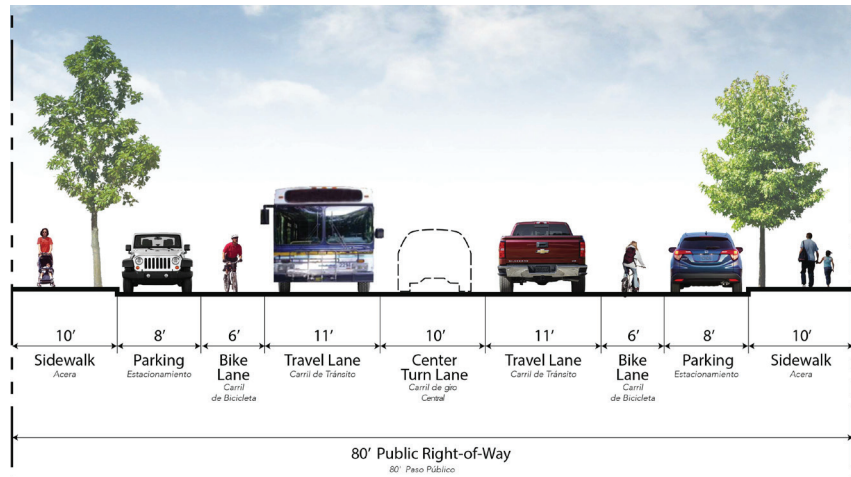 10′ 8′ 6′ 11′ 10′ 11′ 6′ 8′ 10′
Sidewalk
Acera
Parking
Estacionamiento
Bike
Lane
Carril
de Bicicleta
Travel Lane
Carril de Tránsito
Center
Turn Lane
Carril de giro
Central
Travel Lane
Carril de Tránsito
Bike
Lane
Carril
de Bicicleta
Parking
Estacionamiento
Sidewalk
Acera
80′ Public Right-of-Way
80′ Paso Público